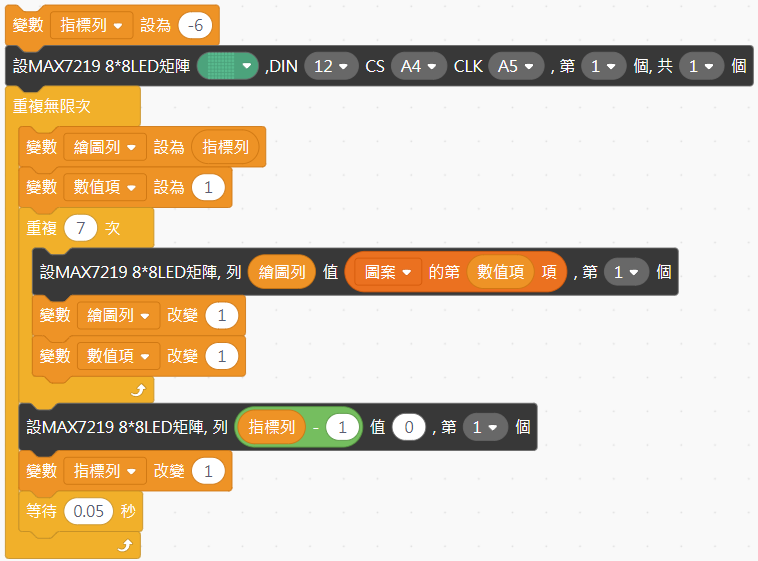 變數 指標列 設為 -6
設MAX7219 8*8LED矩陣 ,DIN 12 CS A4 CLK A5 , 第 1 個, 共 1 個
重複無限次
變數 繪圖列 設為 指標列
變數 數值項 設為 1
重複 7 次
設MAX7219 8*8LED矩陣, 列 繪圖列 值 圖案 的第 數值項 項 , 第 1 個
變數 繪圖列 改變 1
變數 數值項 改變 1
設MAX7219 8*8LED矩陣, 列 指標列 - 1 值 0 , 第 1 個
變數 指標列 改變 1
等待 0.05 秒